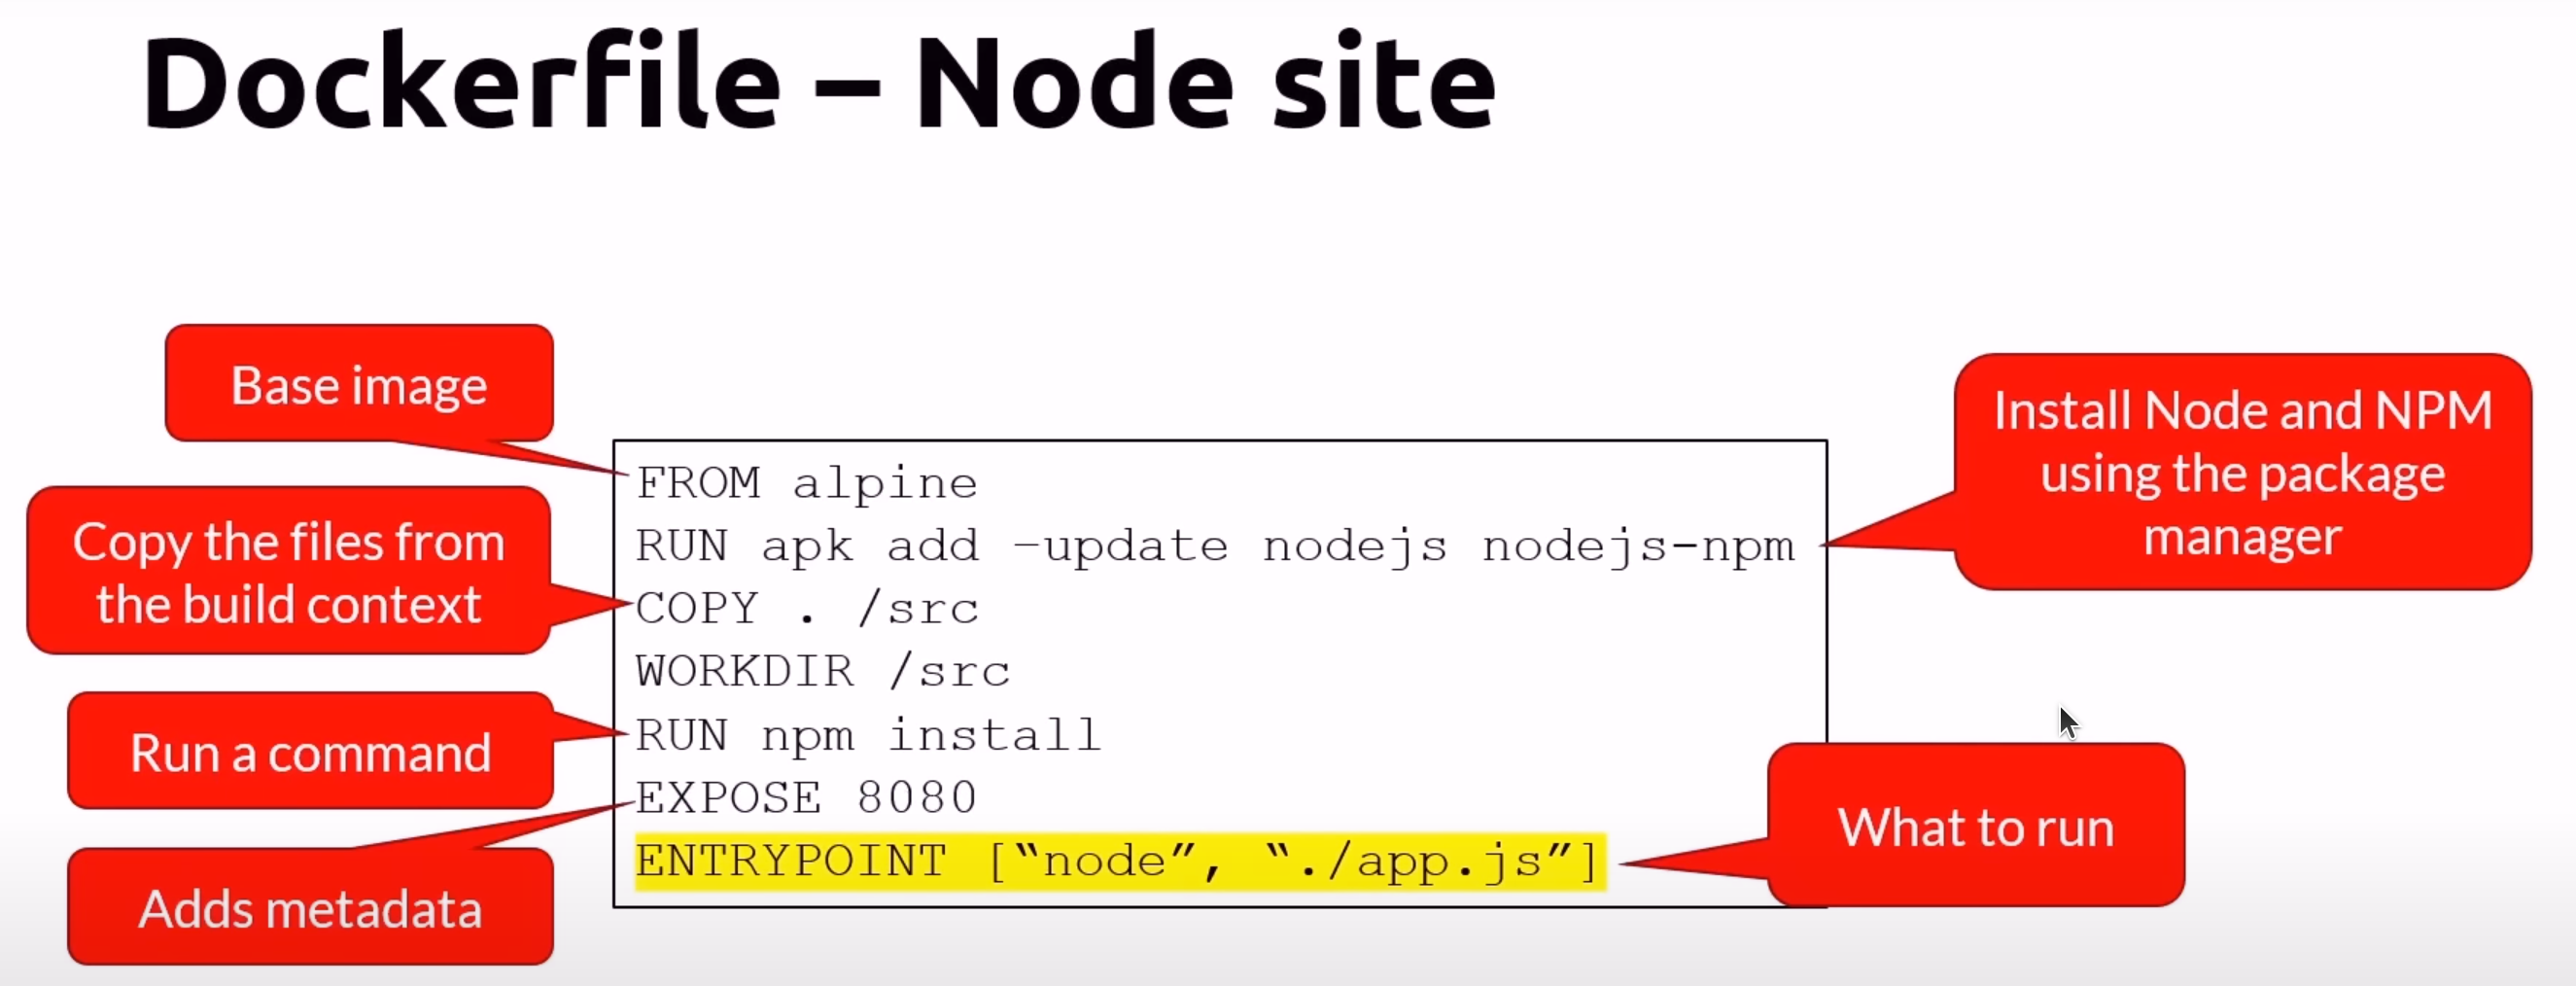 Dockerfile – Node site
Base image
Copy the files from
the build context
Run a command
Adds metadata
FROM alpine
RUN apk add –update nodejs nodejs-npm
COPY . /src
WORKDIR /src
RUN npm install
EXPOSE 8080
ENTRYPOINT [“node”, “./app.js”]
Install Node and NPM
using the package
manager
What to run